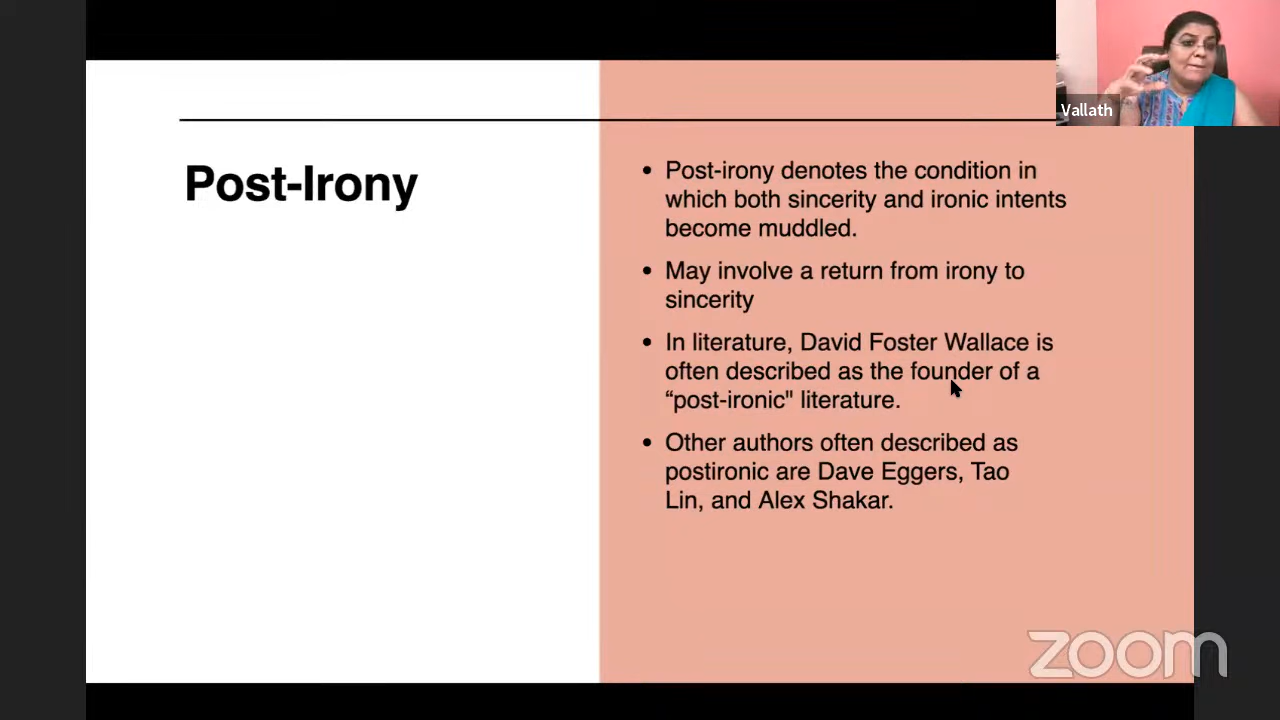 Vallath
Post-Irony
• Post-irony denotes the condition in
which both sincerity and ironic intents
become muddled.
• May involve a return from irony to
sincerity
• In literature, David Foster Wallace is
often described as the founder of a
“post-ironic" literature.
• Other authors often described as
postironic are Dave Eggers, Tao
Lin, and Alex Shakar.
zoom